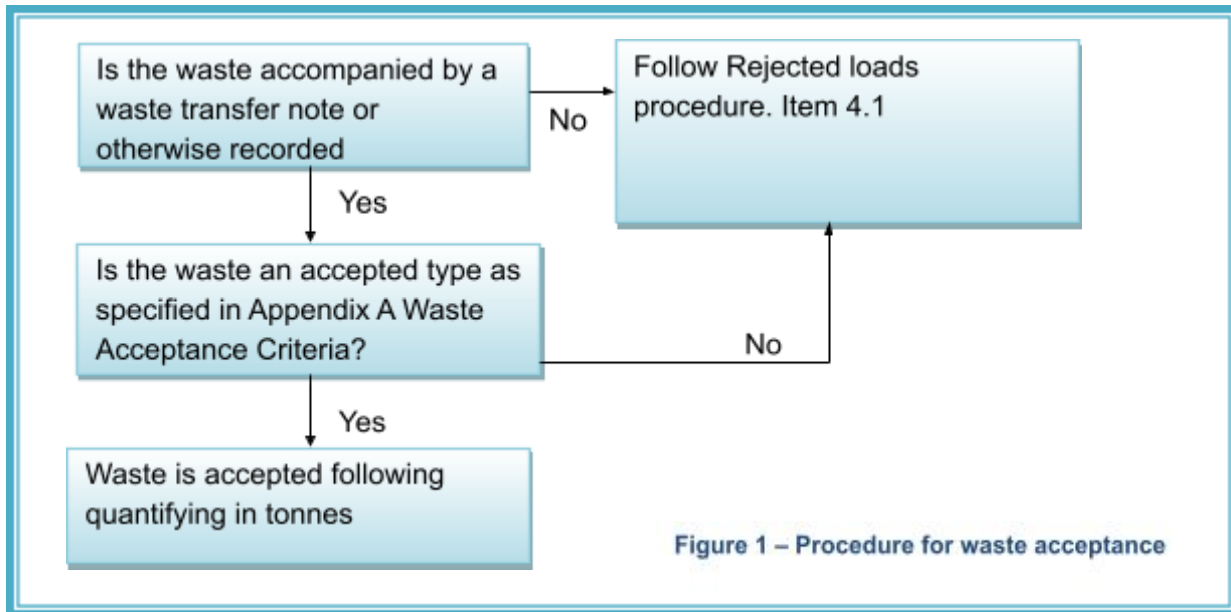 Is the waste accompanied by a
waste transfer note or
otherwise recorded
No
Follow Rejected loads
procedure. Item 4.1
Yes
Is the waste an accepted type as
specified in Appendix A Waste
Acceptance Criteria?
No
Yes
Waste is accepted following
quantifying in tonnes
Figure 1 – Procedure for waste acceptance